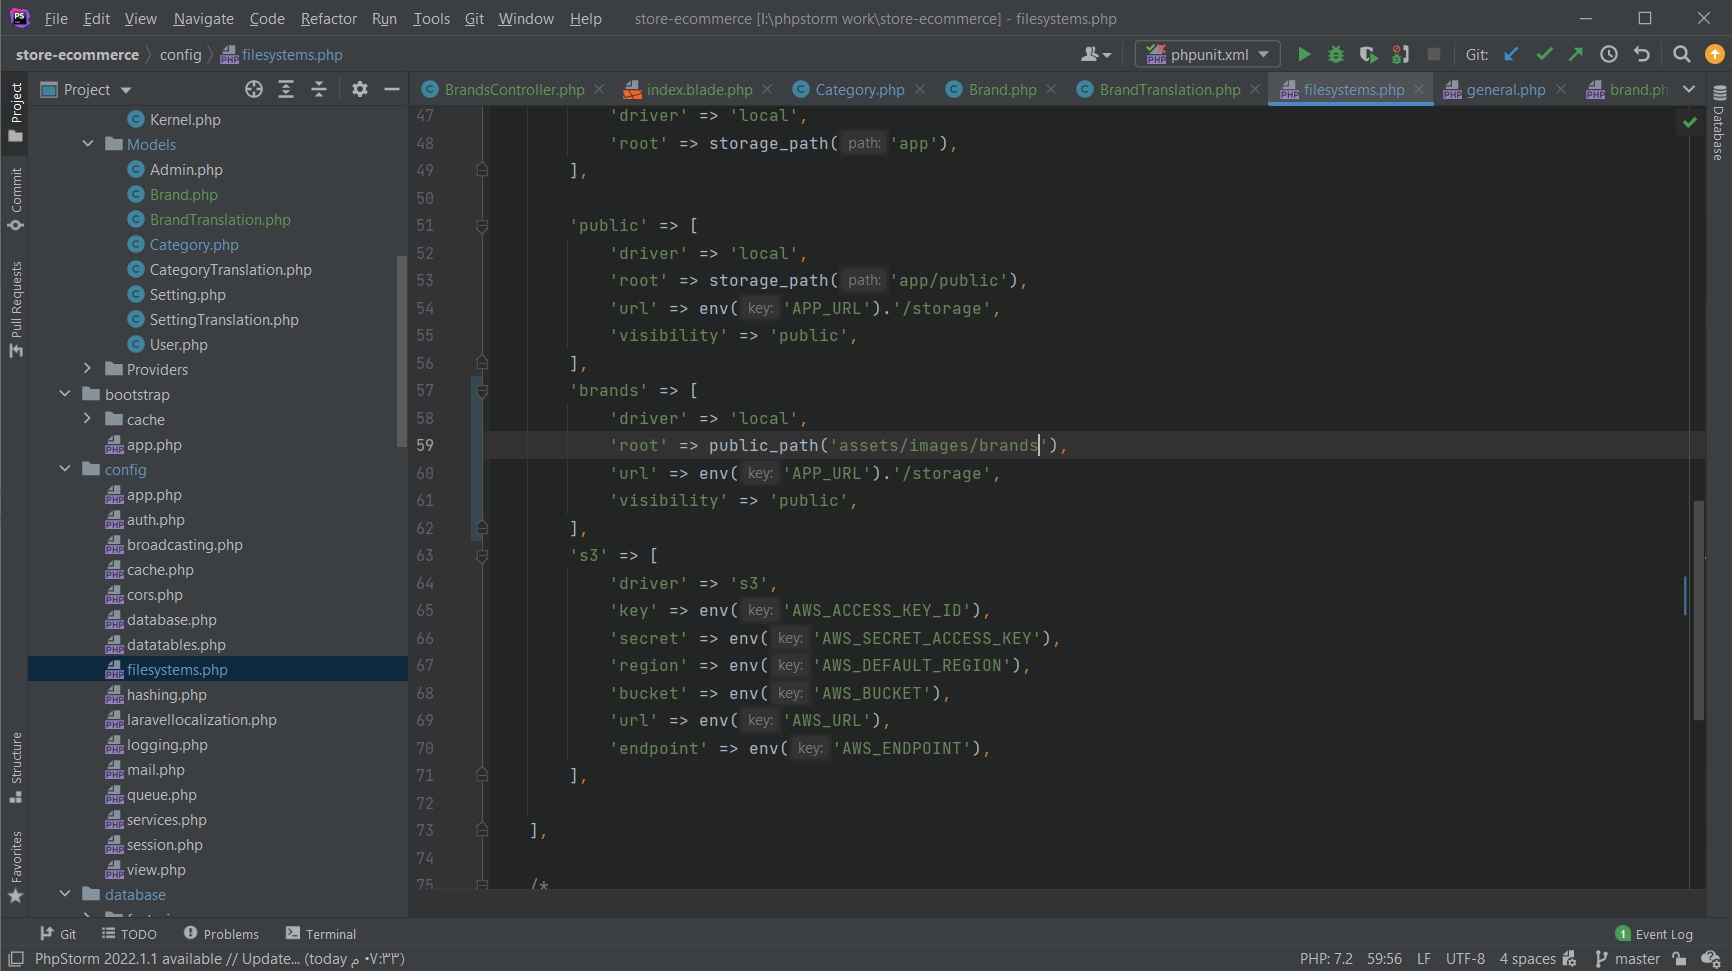 File Edit View Navigate Code Refactor Run Tools Git Window Help store-ecommerce [I:\phpstorm work\store-ecommerce] - filesystems.php
store-ecommerce config filesystems.php phpunit.xml Git:
Project BrandsController.php index.blade.php Category.php Brand.php BrandTranslation.php filesystems.php general.php brand.ph
Project
Commit
Pull Requests
Structure
Favorites
Database
Kernel.php
Models
Admin.php
Brand.php
BrandTranslation.php
Category.php
CategoryTranslation.php
Setting.php
SettingTranslation.php
User.php
Providers
bootstrap
cache
app.php
config
app.php
auth.php
broadcasting.php
cache.php
cors.php
database.php
datatables.php
filesystems.php
hashing.php
laravellocalization.php
logging.php
mail.php
queue.php
services.php
session.php
view.php
database
47 'driver' => 'local',
48 'root' => storage_path( path: 'app'),
49 ],
50
51 'public' => [
52 'driver' => 'local',
53 'root' => storage_path( path: 'app/public'),
54 'url' => env( key: 'APP_URL').'/storage',
55 'visibility' => 'public',
56 ],
57 'brands' => [
58 'driver' => 'local',
59 'root' => public_path('assets/images/brands'),
60 'url' => env( key: 'APP_URL').'/storage',
61 'visibility' => 'public',
62 ],
63 's3' => [
64 'driver' => 's3',
65 'key' => env( key: 'AWS_ACCESS_KEY_ID'),
66 'secret' => env( key: 'AWS_SECRET_ACCESS_KEY'),
67 'region' => env( key: 'AWS_DEFAULT_REGION'),
68 'bucket' => env( key: 'AWS_BUCKET'),
69 'url' => env( key: 'AWS_URL'),
70 'endpoint' => env( key: 'AWS_ENDPOINT'),
71 ],
72
73 ],
74
75 /*
Git TODO Problems Terminal 1 Event Log
PhpStorm 2022.1.1 available // Update... (today م ٠٧:٣٣) PHP: 7.2 59:56 LF UTF-8 4 spaces master